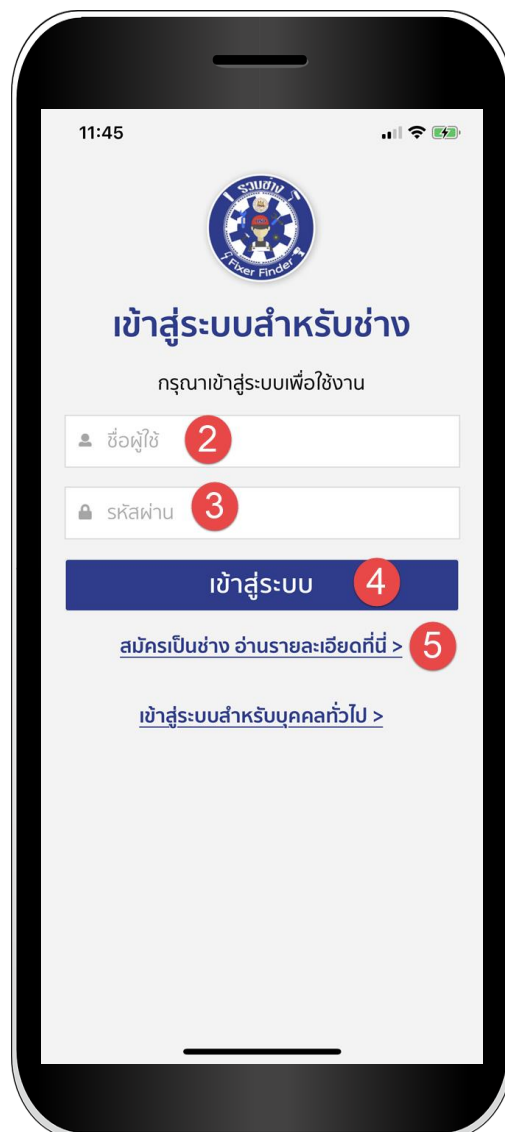 11:45
รวมช่าง
Fixer Finder
เข้าสู่ระบบสำหรับช่าง
กรุณาเข้าสู่ระบบเพื่อใช้งาน
ชื่อผู้ใช้ 2
รหัสผ่าน 3
เข้าสู่ระบบ 4
สมัครเป็นช่าง อ่านรายละเอียดที่นี่ > 5
เข้าสู่ระบบสำหรับบุคคลทั่วไป >